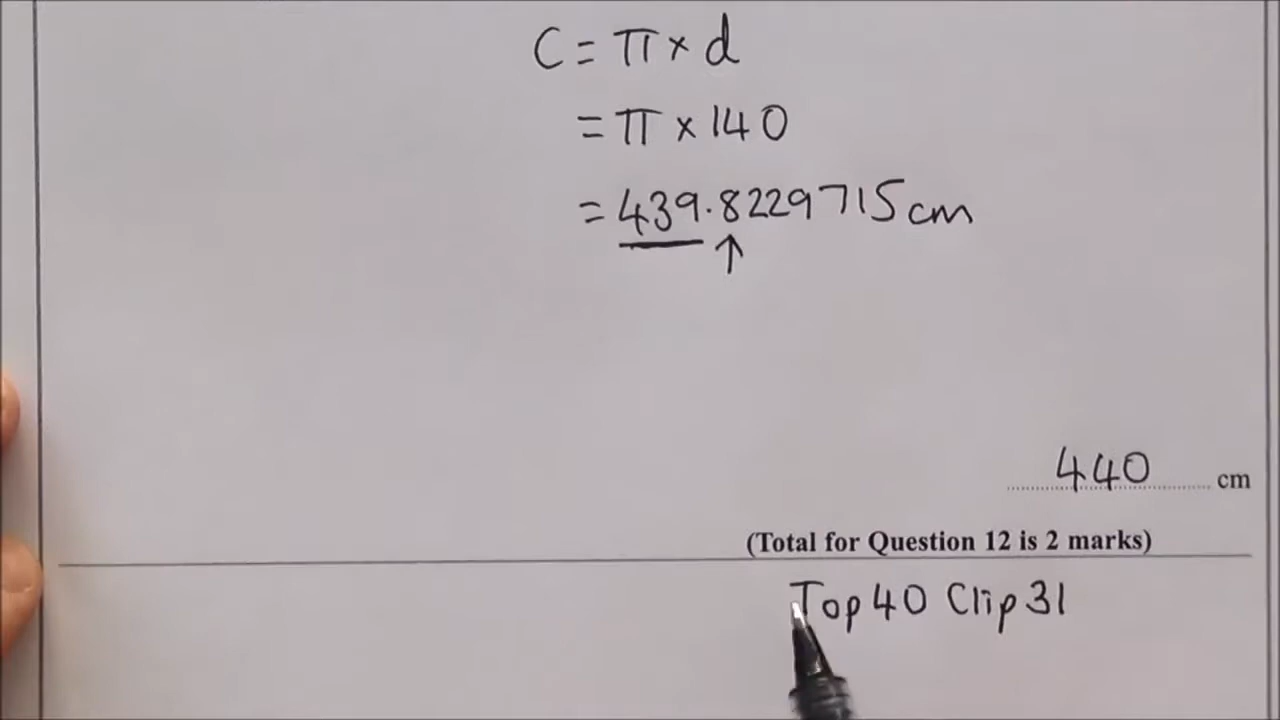 C = π × d
= π × 140
= 439.8229715 cm
440 cm
(Total for Question 12 is 2 marks)
Top 40 Clip 31